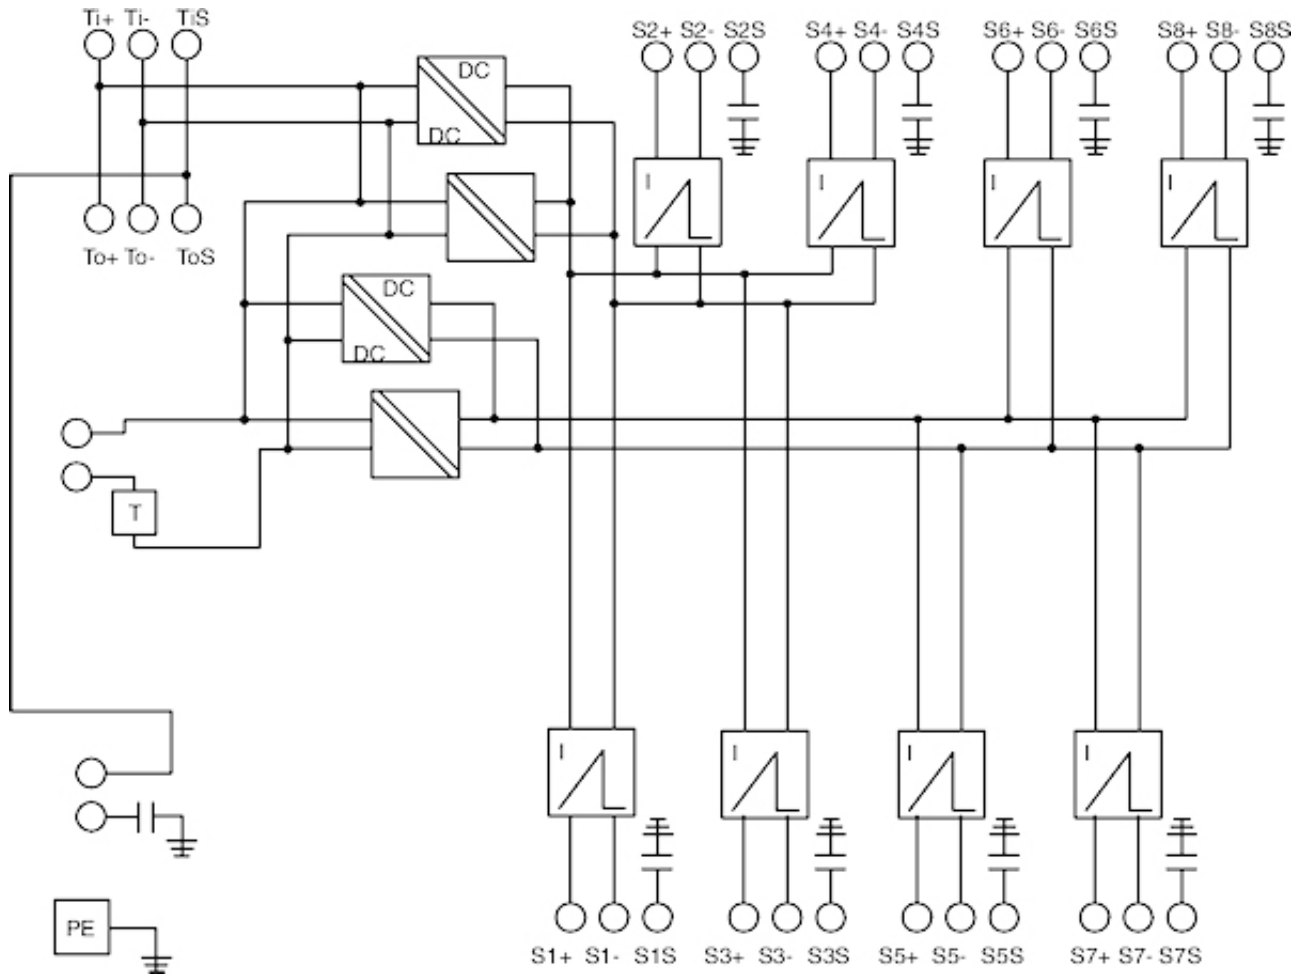 Ti+ Ti- TiS
S2+ S2- S2S S4+ S4- S4S S6+ S6- S6S S8+ S8- S8S
DC
DC
I I I I
To+ To- ToS
DC
DC
T
I I I I
PE
S1+ S1- S1S S3+ S3- S3S S5+ S5- S5S S7+ S7- S7S